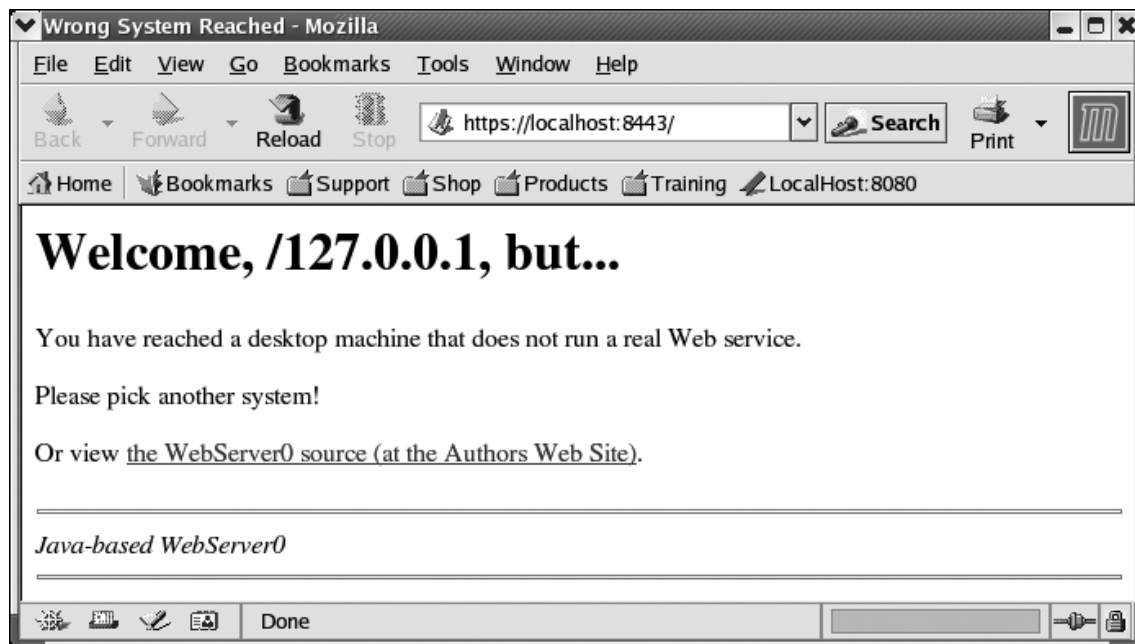 Wrong System Reached - Mozilla
File Edit View Go Bookmarks Tools Window Help
Back Forward Reload Stop https://localhost:8443/ Search Print
Home Bookmarks Support Shop Products Training LocalHost:8080
Welcome, /127.0.0.1, but...
You have reached a desktop machine that does not run a real Web service.
Please pick another system!
Or view the WebServer0 source (at the Authors Web Site).
Java-based WebServer0
Done